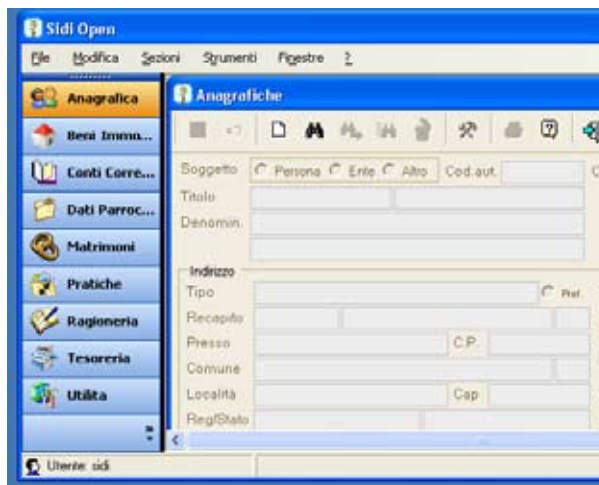 Sidi Open
File Modifica Sezioni Strumenti Finestre ?
Anagrafica
Beni Immo...
Conti Corre...
Dati Parroc...
Matrimoni
Pratiche
Ragioneria
Tesoreria
Utilita
Utente: sidi
Anagrafiche
Soggetto Persona Ente Altro Cod.aut. C
Titolo
Denomin.
Indirizzo
Tipo Pref.
Recapito
Presso C.P.
Comune
Località Cap
Reg/Stato